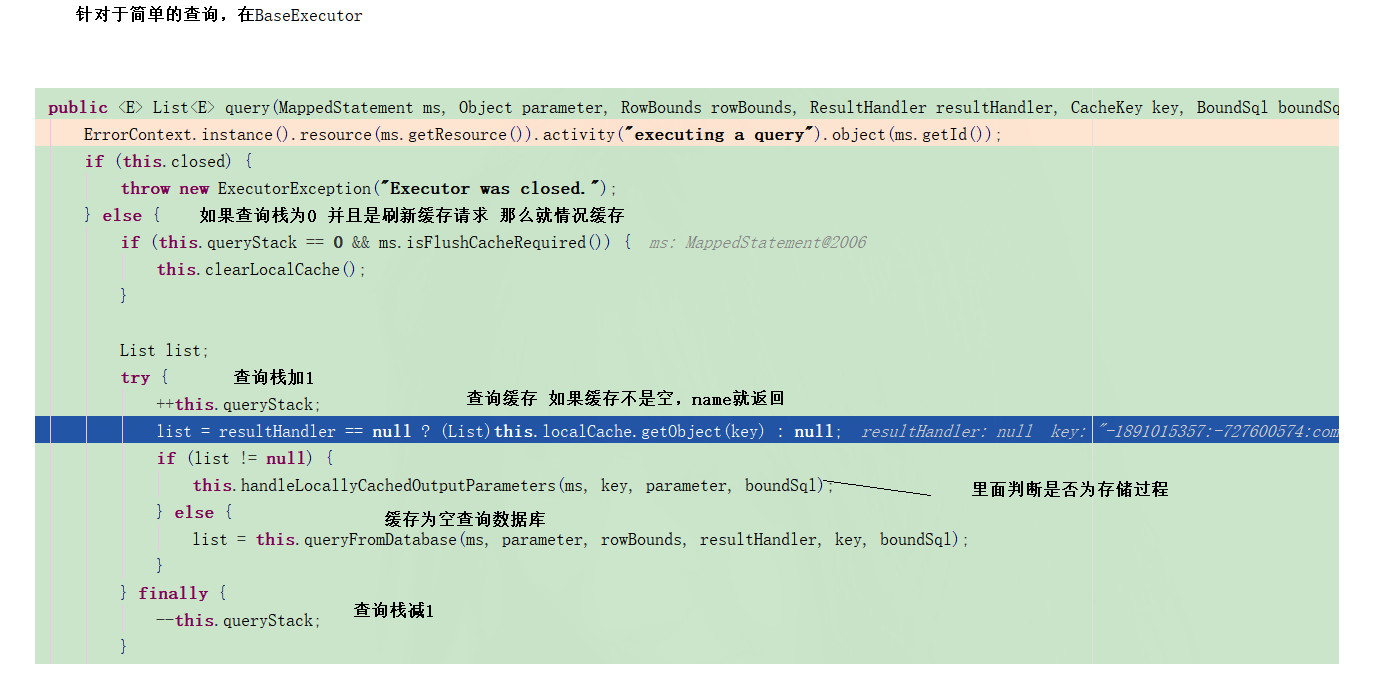 针对于简单的查询，在BaseExecutor
public <E> List<E> query(MappedStatement ms, Object parameter, RowBounds rowBounds, ResultHandler resultHandler, CacheKey key, BoundSql boundSq
ErrorContext.instance().resource(ms.getResource()).activity("executing a query").object(ms.getId());
if (this.closed) {
throw new ExecutorException("Executor was closed.");
} else { 如果查询栈为0 并且是刷新缓存请求 那么就情况缓存
if (this.queryStack == 0 && ms.isFlushCacheRequired()) { ms: MappedStatement@2006
this.clearLocalCache();
}
List list;
try { 查询栈加1
++this.queryStack; 查询缓存 如果缓存不是空，name就返回
list = resultHandler == null ? (List)this.localCache.getObject(key) : null; resultHandler: null key: "-1891015357:-727600574:com
if (list != null) {
this.handleLocallyCachedOutputParameters(ms, key, parameter, boundSql); 里面判断是否为存储过程
} else { 缓存为空查询数据库
list = this.queryFromDatabase(ms, parameter, rowBounds, resultHandler, key, boundSql);
}
} finally {
--this.queryStack; 查询栈减1
}